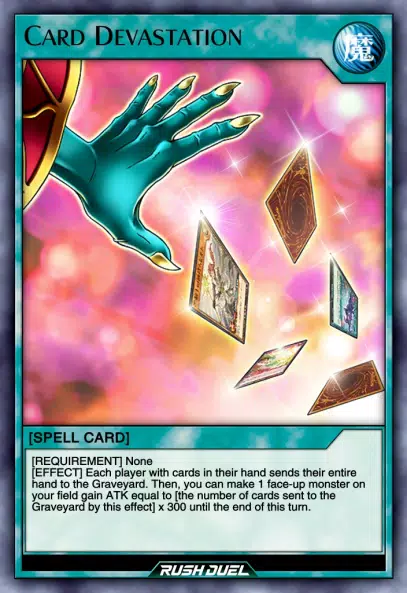 Card Devastation
魔
[SPELL CARD]
[REQUIREMENT] None
[EFFECT] Each player with cards in their hand sends their entire
hand to the Graveyard. Then, you can make 1 face-up monster on
your field gain ATK equal to [the number of cards sent to the
Graveyard by this effect] x 300 until the end of this turn.
RUSH DUEL